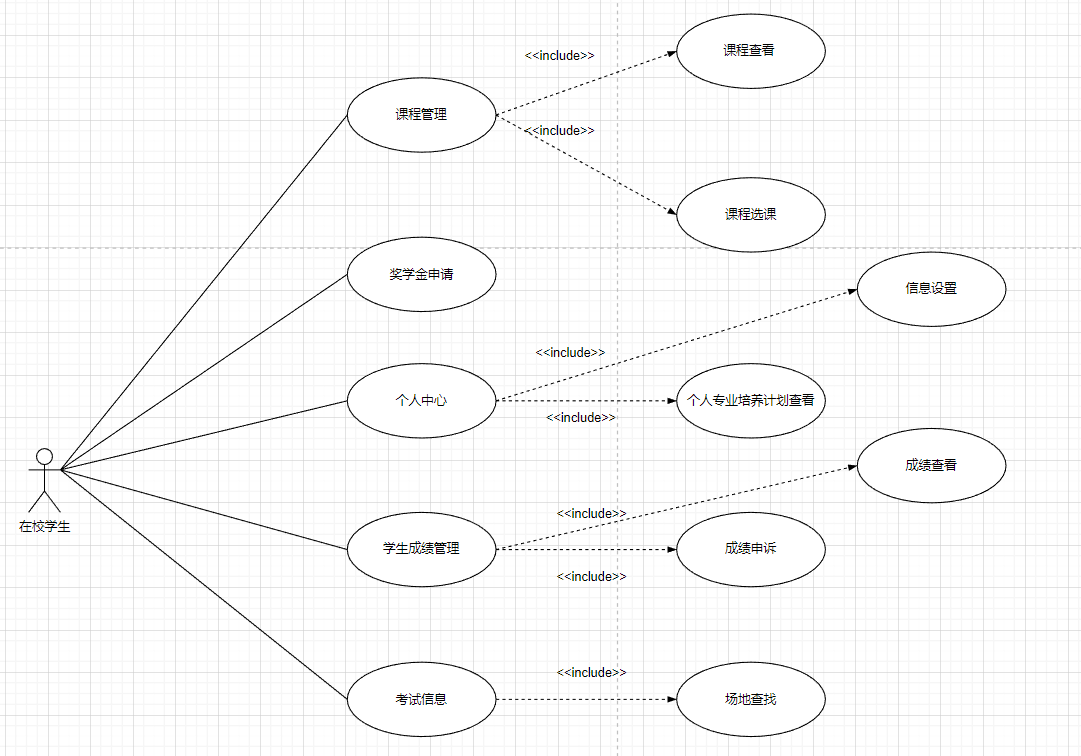 <<include>>
课程查看
课程管理
<<include>>
课程选课
奖学金申请
信息设置
<<include>>
个人中心
个人专业培养计划查看
<<include>>
成绩查看
<<include>>
在校学生
学生成绩管理
成绩申诉
<<include>>
<<include>>
考试信息
场地查找